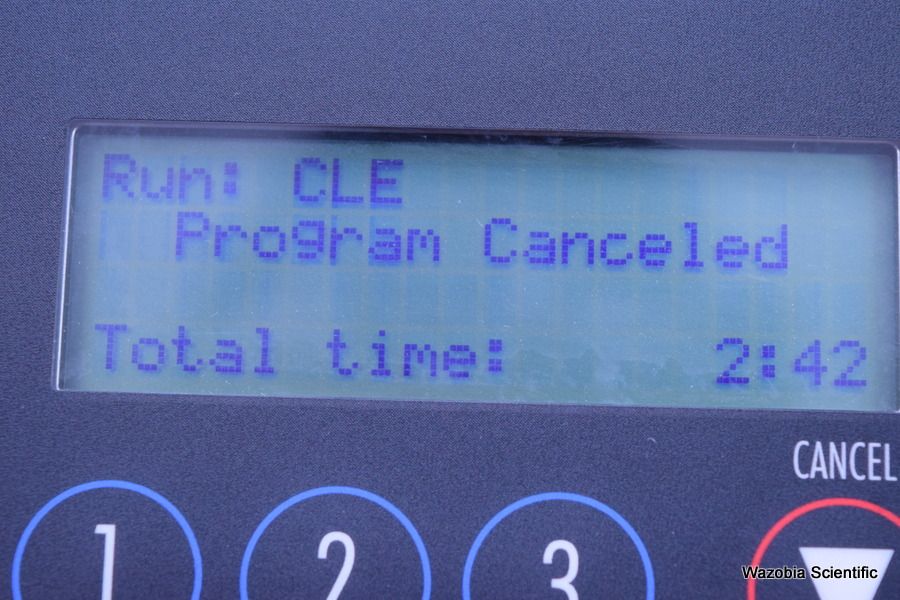 Run: CLE
Program Canceled
Total time: 2:42
CANCEL
1 2 3
Wazobia Scientific